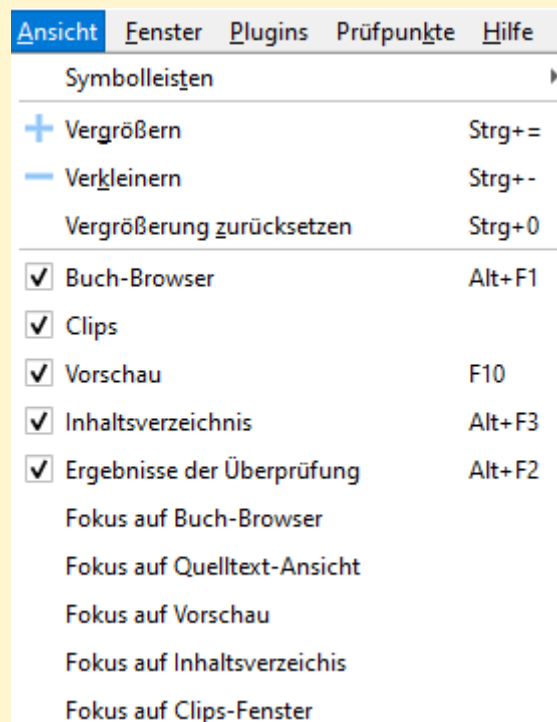 Ansicht Fenster Plugins Prüfpunkte Hilfe
Symbolleisten
Vergrößern Strg+=
Verkleinern Strg+-
Vergrößerung zurücksetzen Strg+0
Buch-Browser Alt+F1
Clips
Vorschau F10
Inhaltsverzeichnis Alt+F3
Ergebnisse der Überprüfung Alt+F2
Fokus auf Buch-Browser
Fokus auf Quelltext-Ansicht
Fokus auf Vorschau
Fokus auf Inhaltsverzeichis
Fokus auf Clips-Fenster